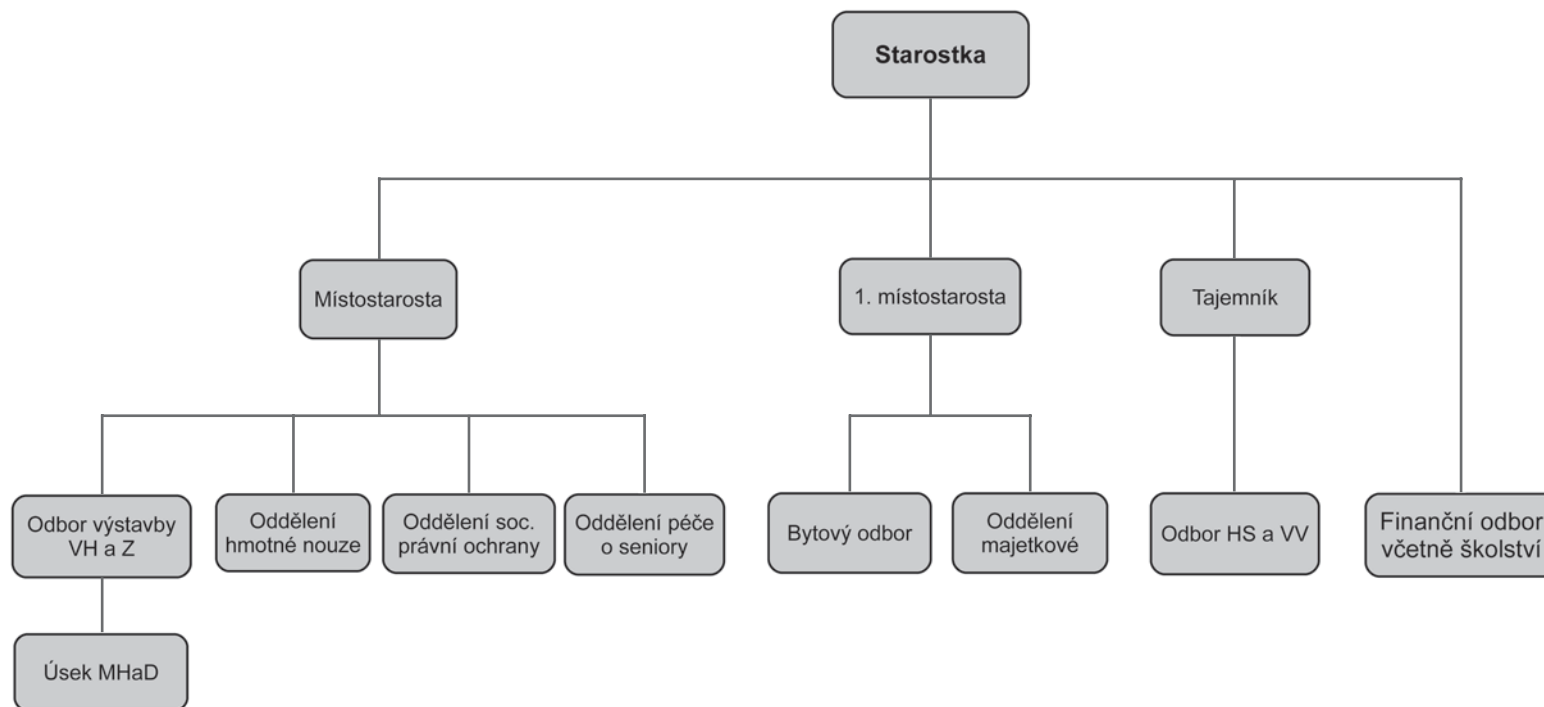 Starostka
Místostarosta
1. místostarosta
Tajemník
Odbor výstavby
VH a Z
Oddělení
hmotné nouze
Oddělení soc.
právní ochrany
Oddělení péče
o seniory
Bytový odbor
Oddělení
majetkové
Odbor HS a VV
Finanční odbor
včetně školství
Úsek MHaD